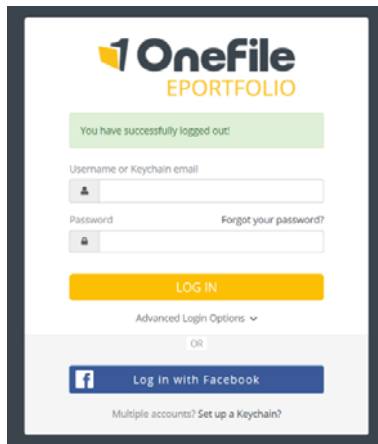 OneFile
EPORTFOLIO
You have successfully logged out!
Username or Keychain email
Password Forgot your password?
LOG IN
Advanced Login Options
OR
f Log in with Facebook
Multiple accounts? Set up a Keychain?